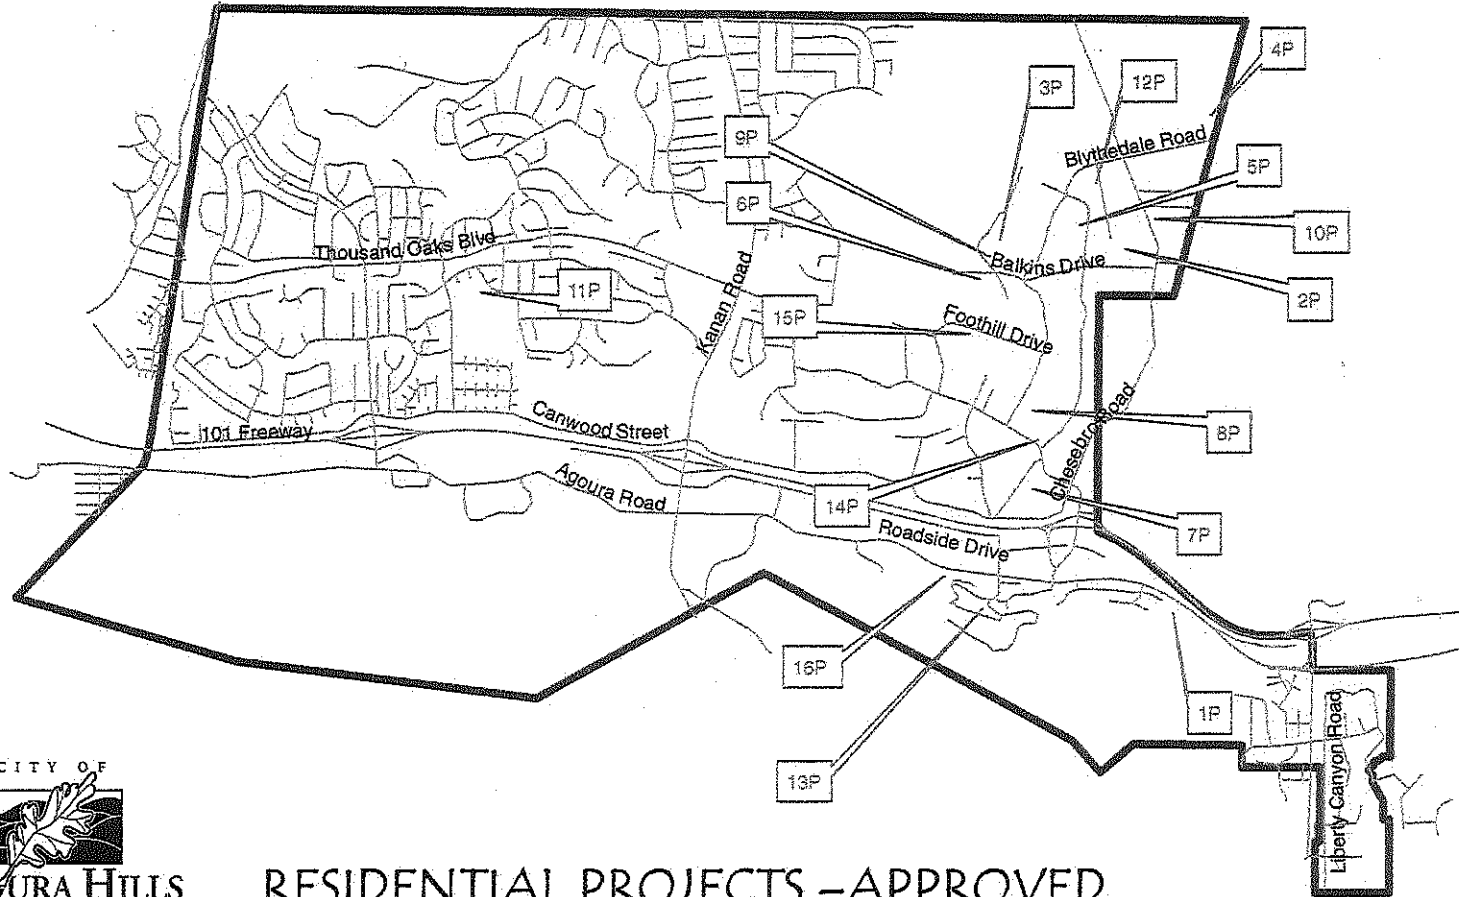 4P
3P
12P
9P
Blythedale Road
5P
6P
10P
Thousand Oaks Blvd
Balkins Drive
11P
2P
15P
Kanan Road
Foothill Drive
8P
Chesebro Road
101 Freeway
Canwood Street
Agoura Road
14P
Roadside Drive
7P
16P
1P
13P
Liberty Canyon Road
CITY OF
URA HILLS
RESIDENTIAL PROJECTS –APPROVED